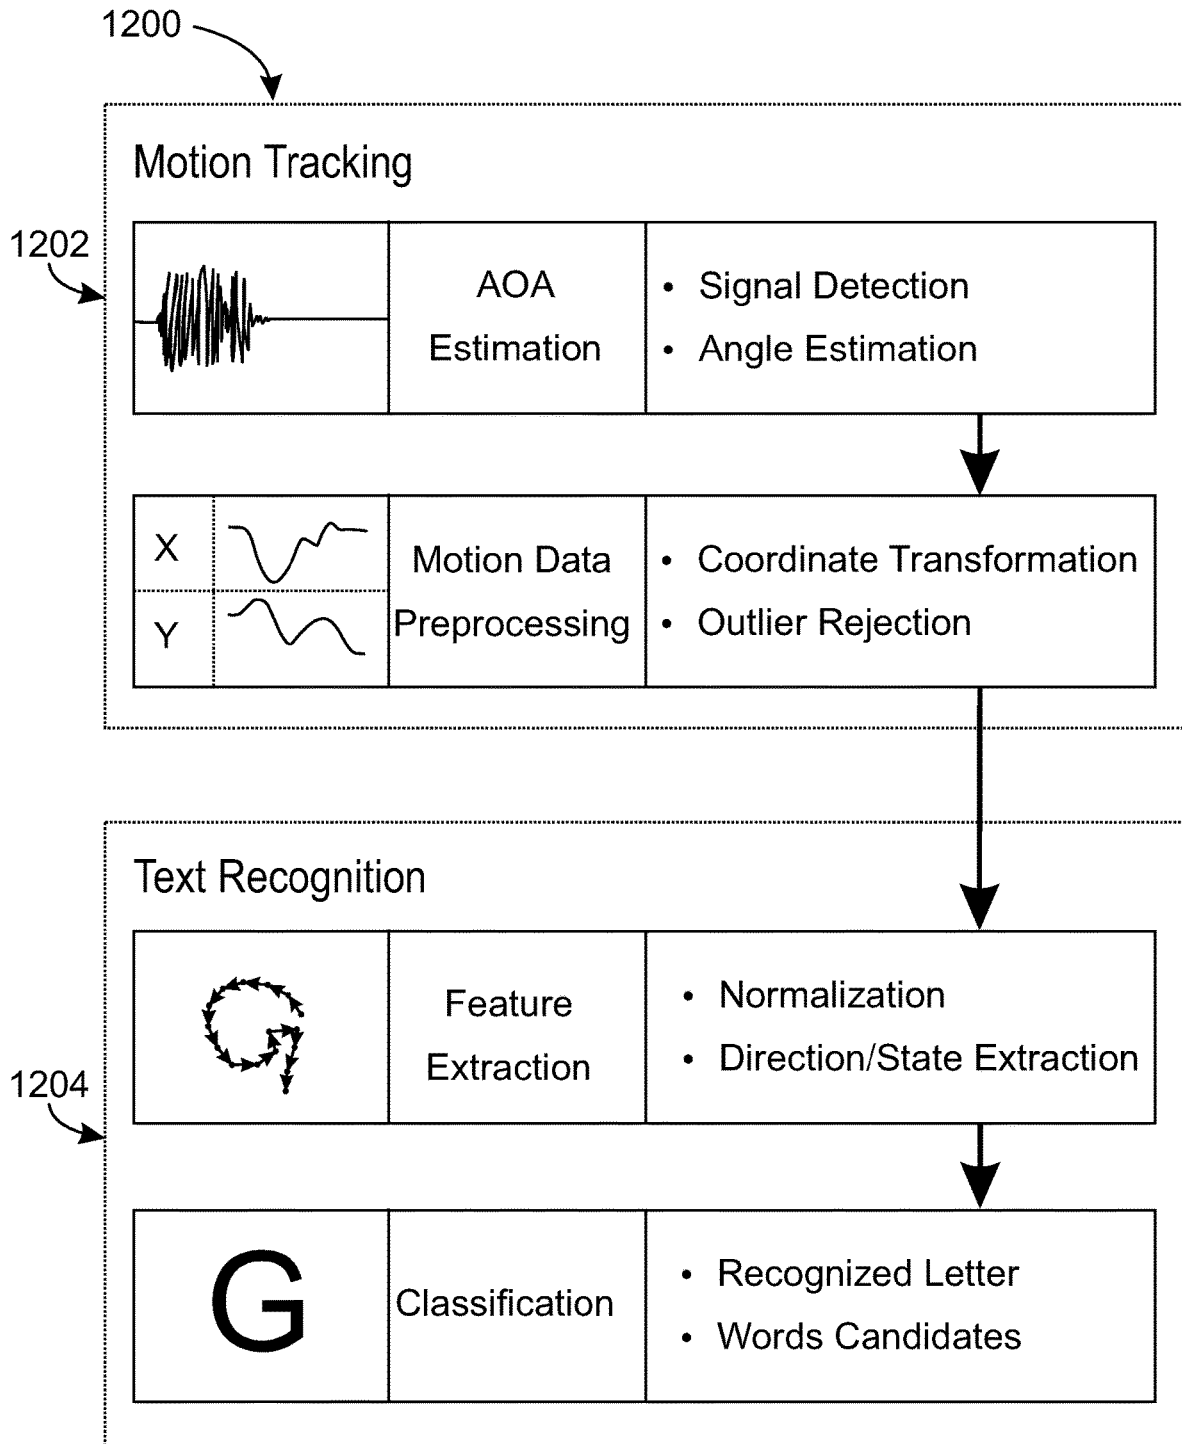 1200
Motion Tracking
1202
AOA
Estimation
• Signal Detection
• Angle Estimation
X
Y
Motion Data
Preprocessing
• Coordinate Transformation
• Outlier Rejection
Text Recognition
1204
Feature
Extraction
• Normalization
• Direction/State Extraction
G
Classification
• Recognized Letter
• Words Candidates